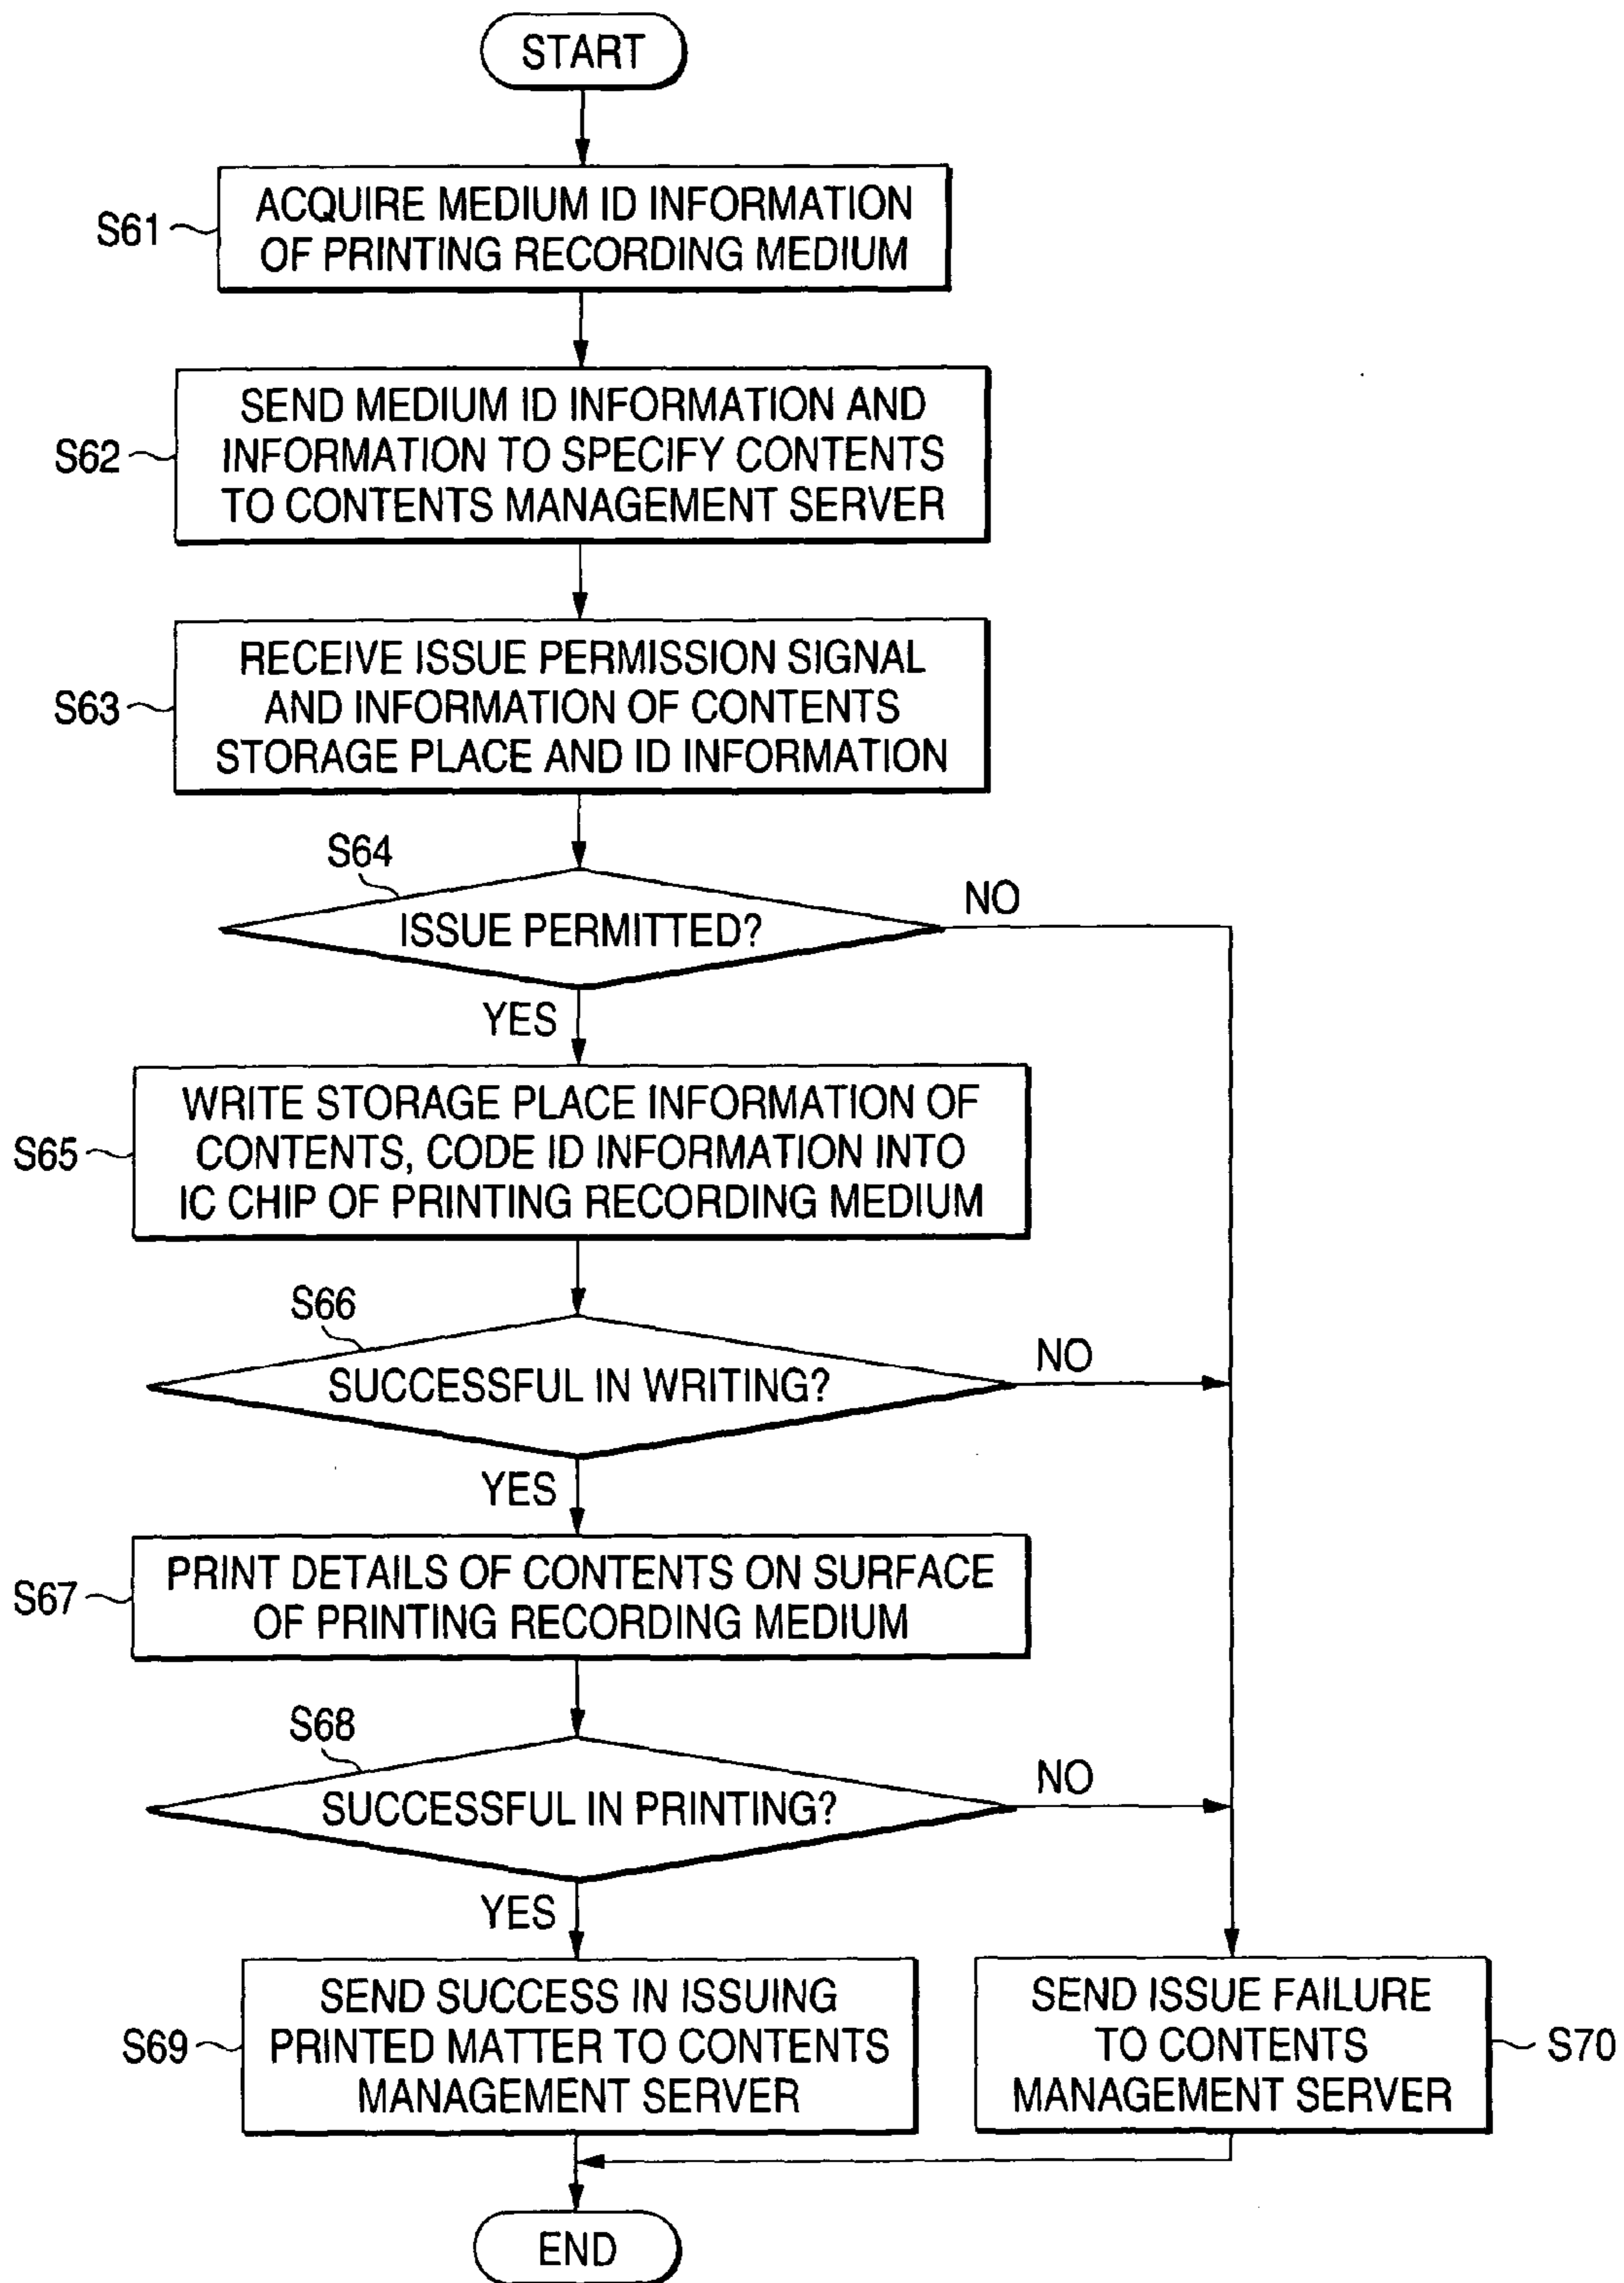 START
S61
ACQUIRE MEDIUM ID INFORMATION
OF PRINTING RECORDING MEDIUM
S62
SEND MEDIUM ID INFORMATION AND
INFORMATION TO SPECIFY CONTENTS
TO CONTENTS MANAGEMENT SERVER
S63
RECEIVE ISSUE PERMISSION SIGNAL
AND INFORMATION OF CONTENTS
STORAGE PLACE AND ID INFORMATION
S64
ISSUE PERMITTED?
NO
YES
S65
WRITE STORAGE PLACE INFORMATION OF
CONTENTS, CODE ID INFORMATION INTO
IC CHIP OF PRINTING RECORDING MEDIUM
S66
SUCCESSFUL IN WRITING?
NO
YES
S67
PRINT DETAILS OF CONTENTS ON SURFACE
OF PRINTING RECORDING MEDIUM
S68
SUCCESSFUL IN PRINTING?
NO
YES
S69
SEND SUCCESS IN ISSUING
PRINTED MATTER TO CONTENTS
MANAGEMENT SERVER
SEND ISSUE FAILURE
TO CONTENTS
MANAGEMENT SERVER
S70
END